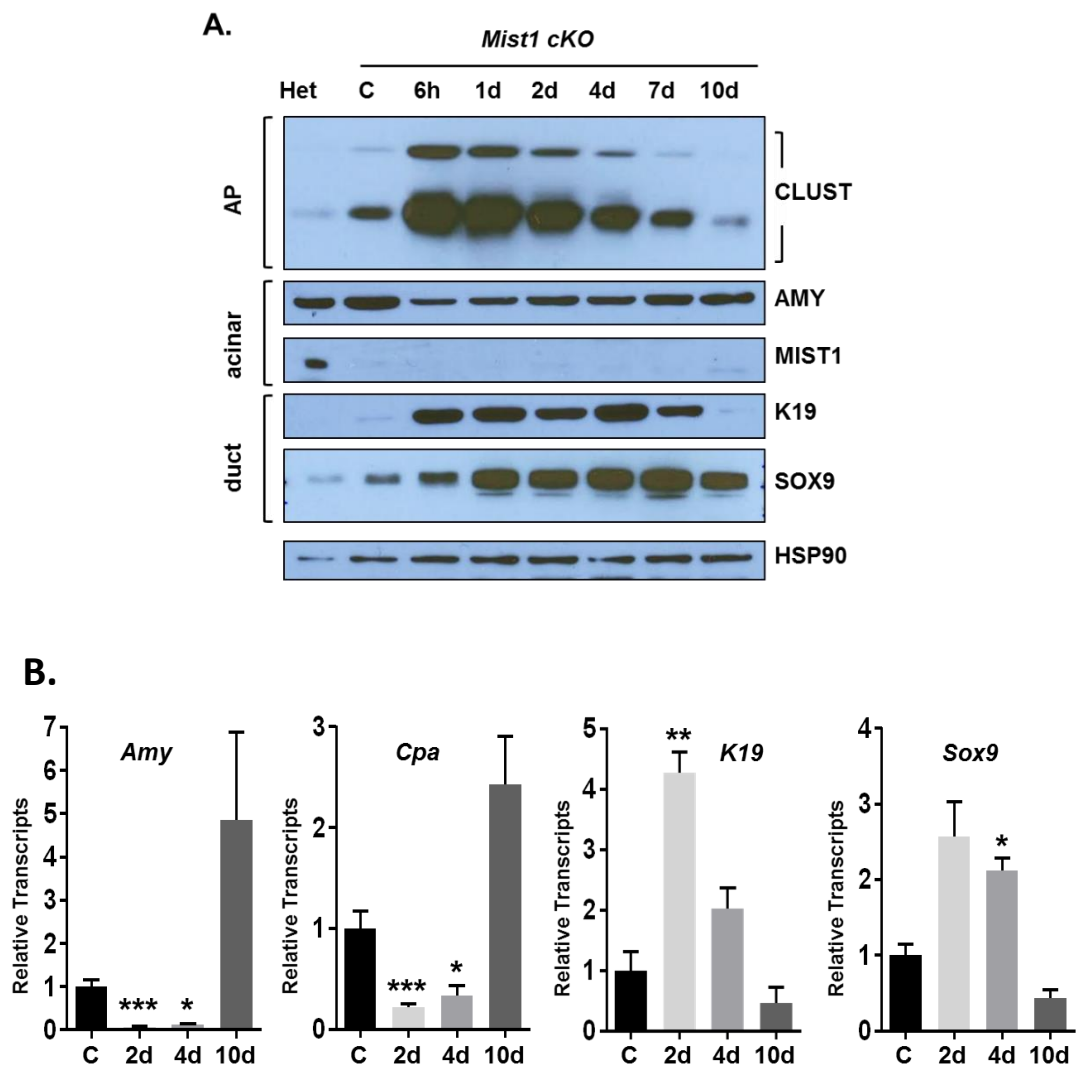 A.
Mist1 cKO
Het C 6h 1d 2d 4d 7d 10d
AP
CLUST
acinar
AMY
MIST1
duct
K19
SOX9
HSP90
B.
Relative Transcripts
7
6
5
4
3
2
1
0
Amy
***
*
C 2d 4d 10d
Relative Transcripts
3
2
1
0
Cpa
***
*
C 2d 4d 10d
Relative Transcripts
5
4
3
2
1
0
**
K19
C 2d 4d 10d
Relative Transcripts
4
3
2
1
0
Sox9
*
C 2d 4d 10d